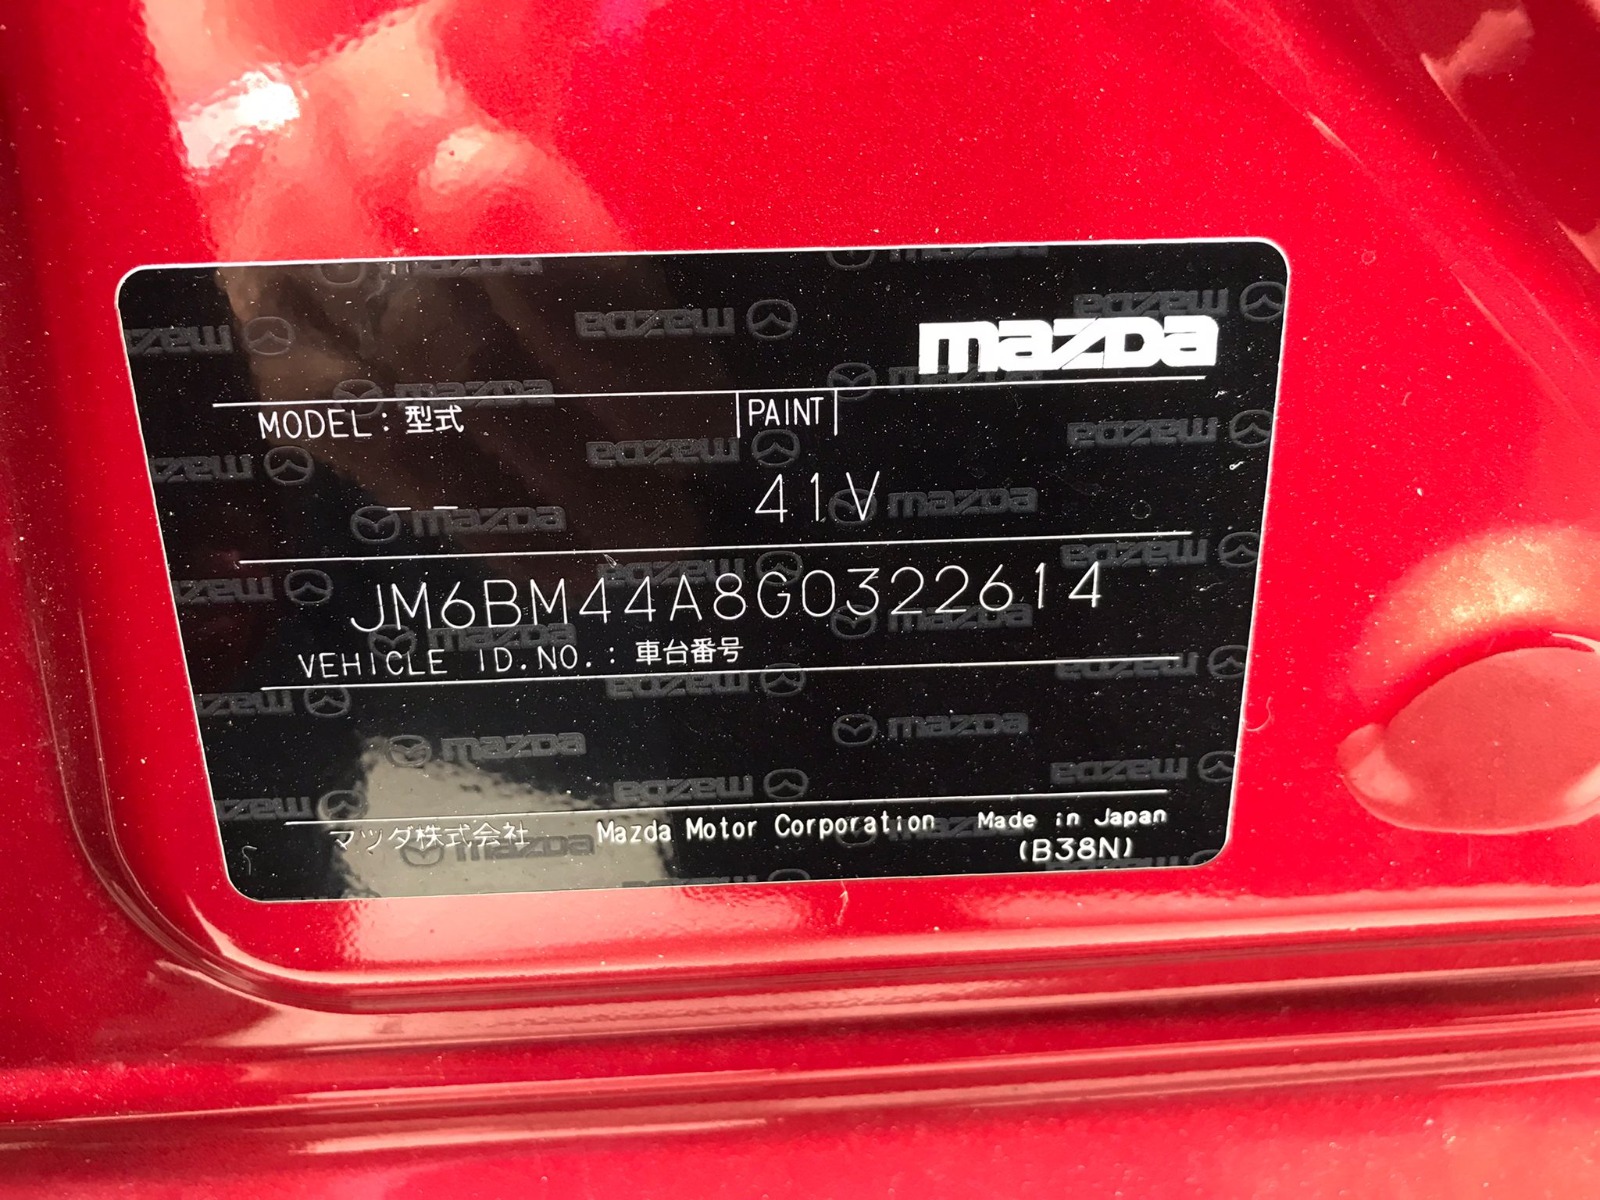 mazda
MODEL: 型式 PAINT
-- 41V
JM6BM44A8G0322614
VEHICLE ID.NO.: 車台番号
マツダ株式会社 Mazda Motor Corporation Made in Japan
(B38N)